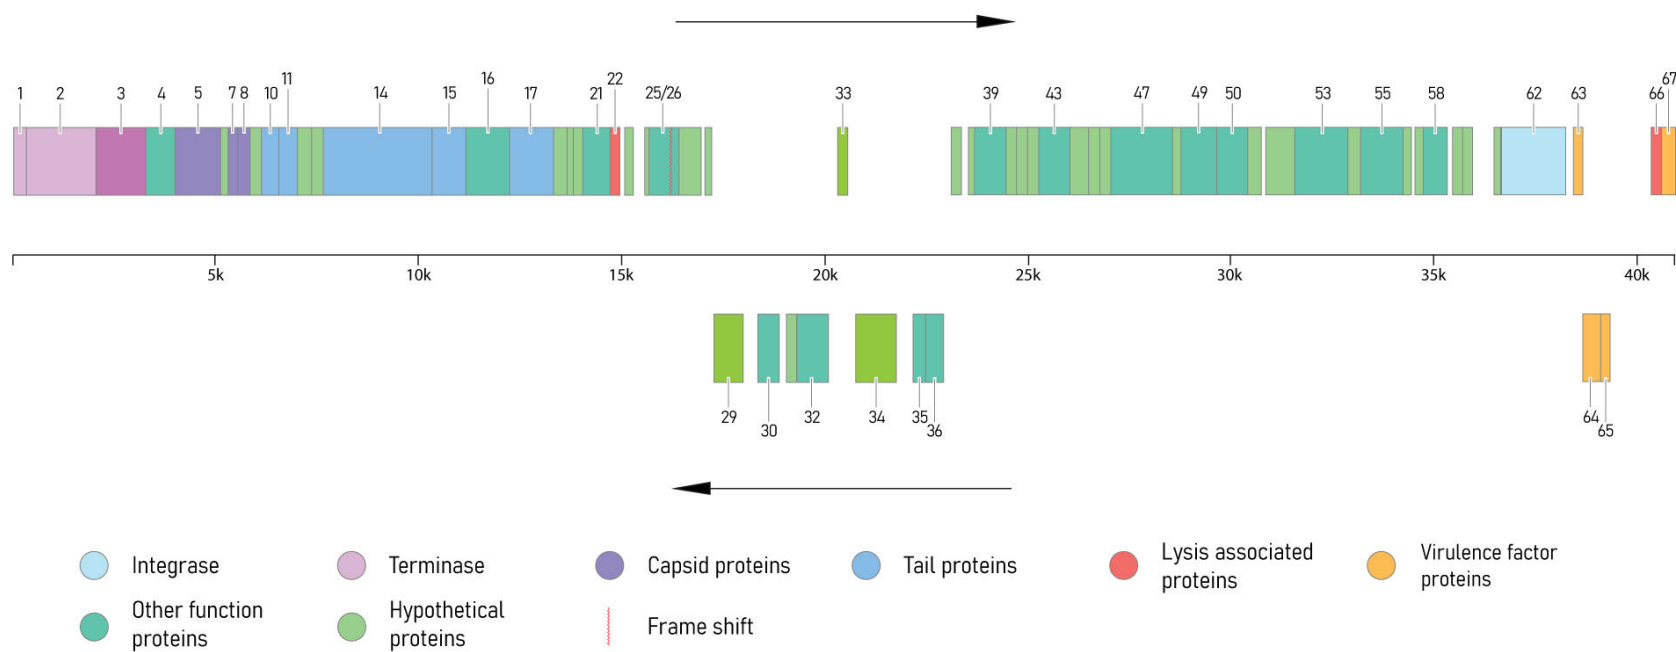 1 2 3 4 5 7 8 10 11 14 15 16 17 21 22 25/26 33 39 43 47 49 50 53 55 58 62 63 66 67
5k 10k 15k 20k 25k 30k 35k 40k
29 30 32 34 35 36 64 65
Integrase
Terminase
Capsid proteins
Tail proteins
Lysis associated
proteins
Virulence factor
proteins
Other function
proteins
Hypothetical
proteins
Frame shift